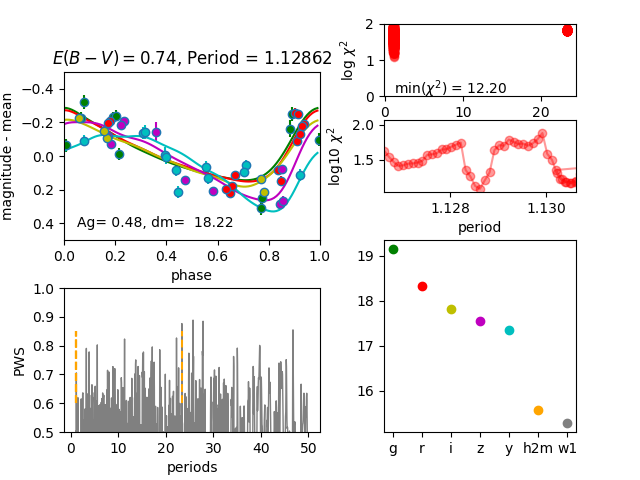 E(B − V) = 0.74, Period = 1.12862
magnitude - mean
−0.4
−0.2
0.0
0.2
0.4
Ag= 0.48, dm=  18.22
0.0 0.2 0.4 0.6 0.8 1.0
phase
log χ²
2
1
0
min(χ²) = 12.20
0 10 20
log10 χ²
2.0
1.5
1.128 1.130
period
PWS
1.0
0.9
0.8
0.7
0.6
0.5
0 10 20 30 40 50
periods
19
18
17
16
g r i z y h2m w1